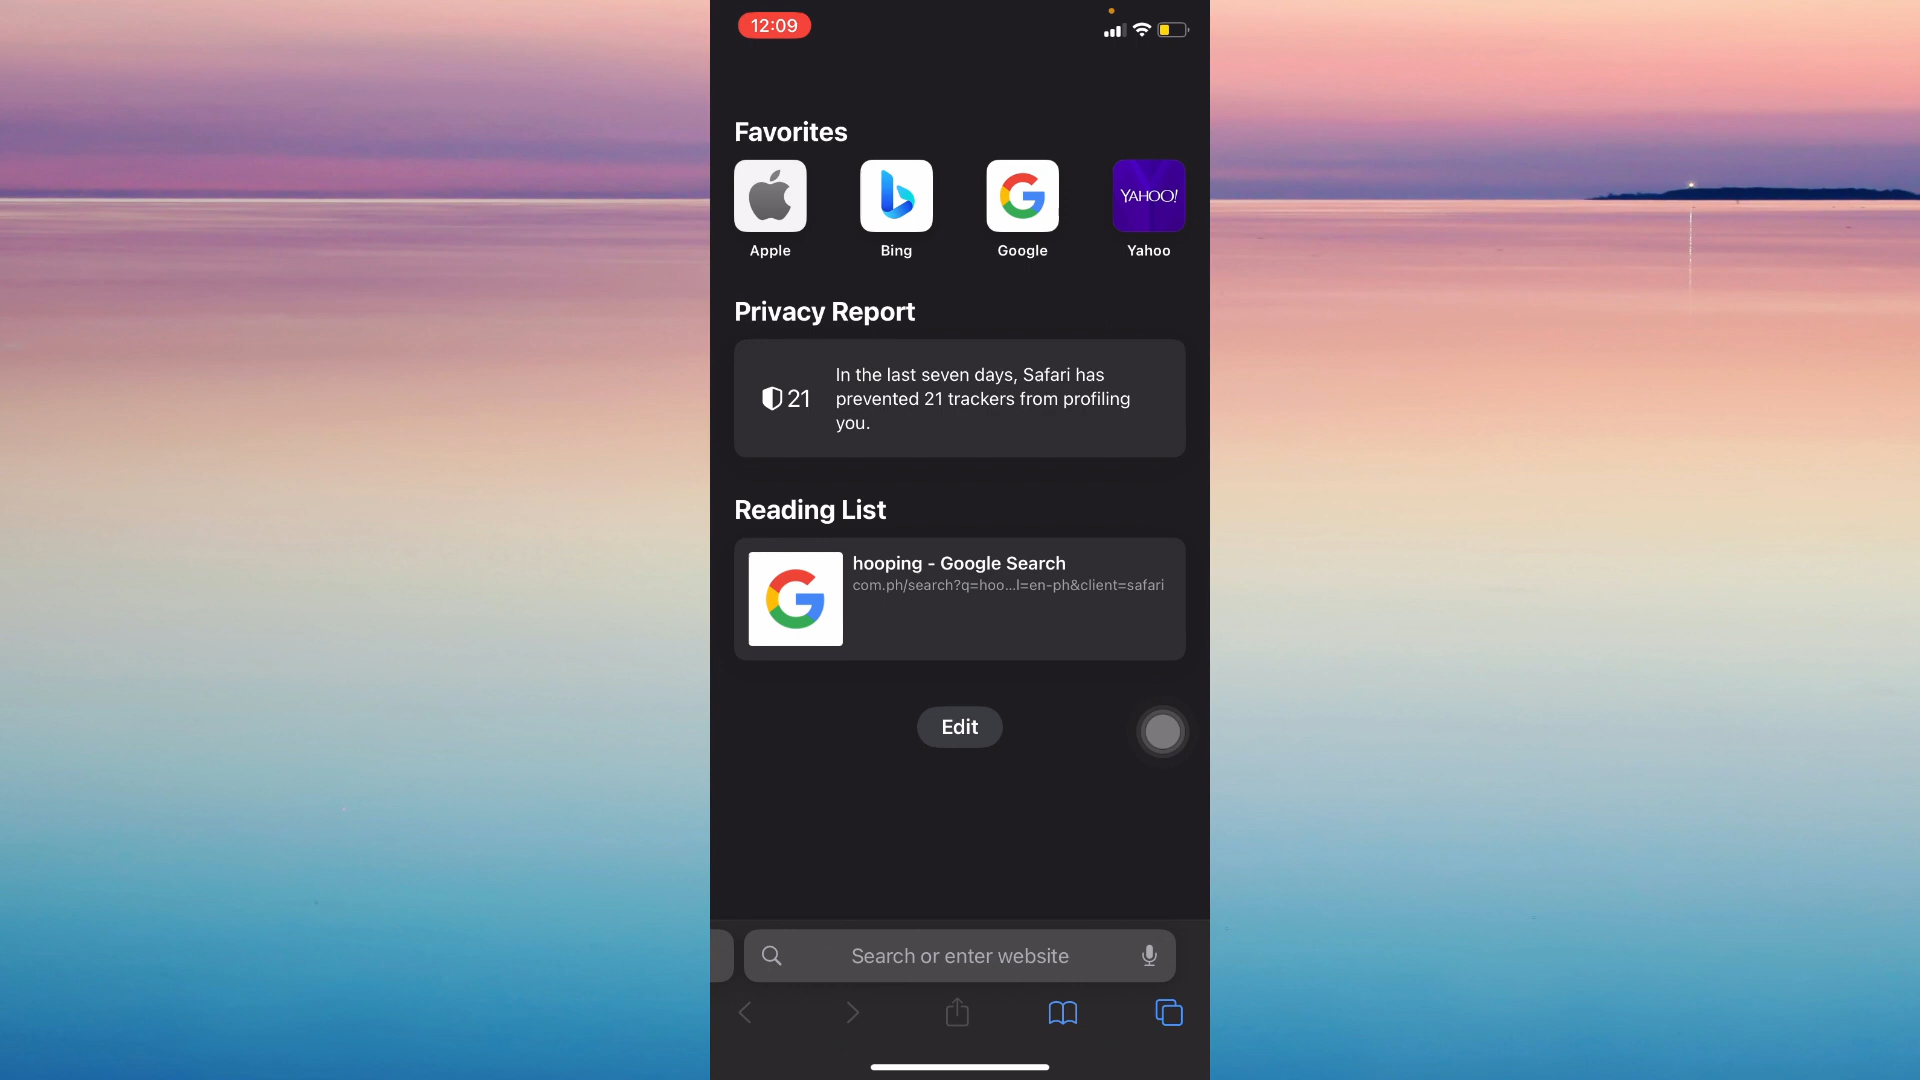 12:09
Favorites
YAHOO!
Apple
Bing
Google
Yahoo
Privacy Report
21
In the last seven days, Safari has
prevented 21 trackers from profiling
you.
Reading List
hooping - Google Search
com.ph/search?q=hoo...l=en-ph&client=safari
Edit
Search or enter website